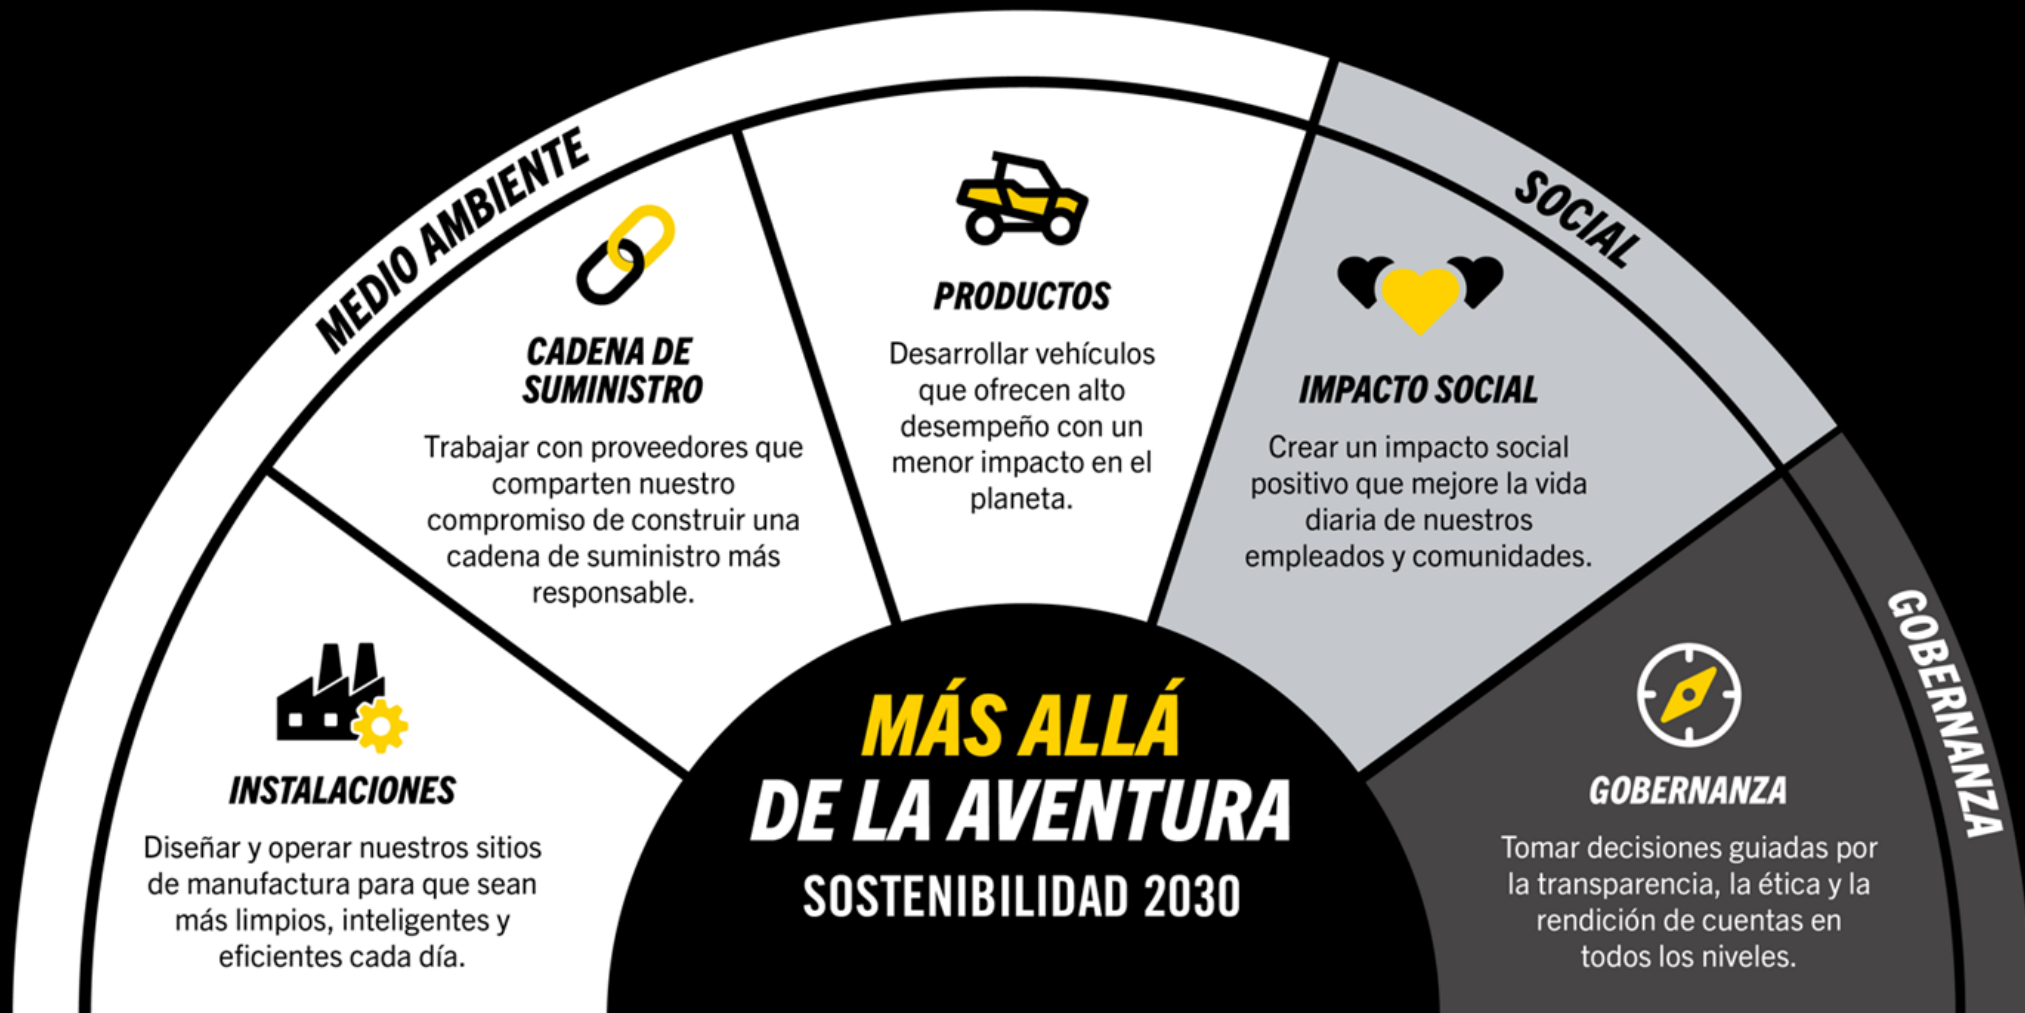 MEDIO AMBIENTE
INSTALACIONES
Diseñar y operar nuestros sitios
de manufactura para que sean
más limpios, inteligentes y
eficientes cada día.
CADENA DE
SUMINISTRO
Trabajar con proveedores que
comparten nuestro
compromiso de construir una
cadena de suministro más
responsable.
PRODUCTOS
Desarrollar vehículos
que ofrecen alto
desempeño con un
menor impacto en el
planeta.
SOCIAL
IMPACTO SOCIAL
Crear un impacto social
positivo que mejore la vida
diaria de nuestros
empleados y comunidades.
GOBERNANZA
GOBERNANZA
Tomar decisiones guiadas por
la transparencia, la ética y la
rendición de cuentas en
todos los niveles.
MÁS ALLÁ
DE LA AVENTURA
SOSTENIBILIDAD 2030